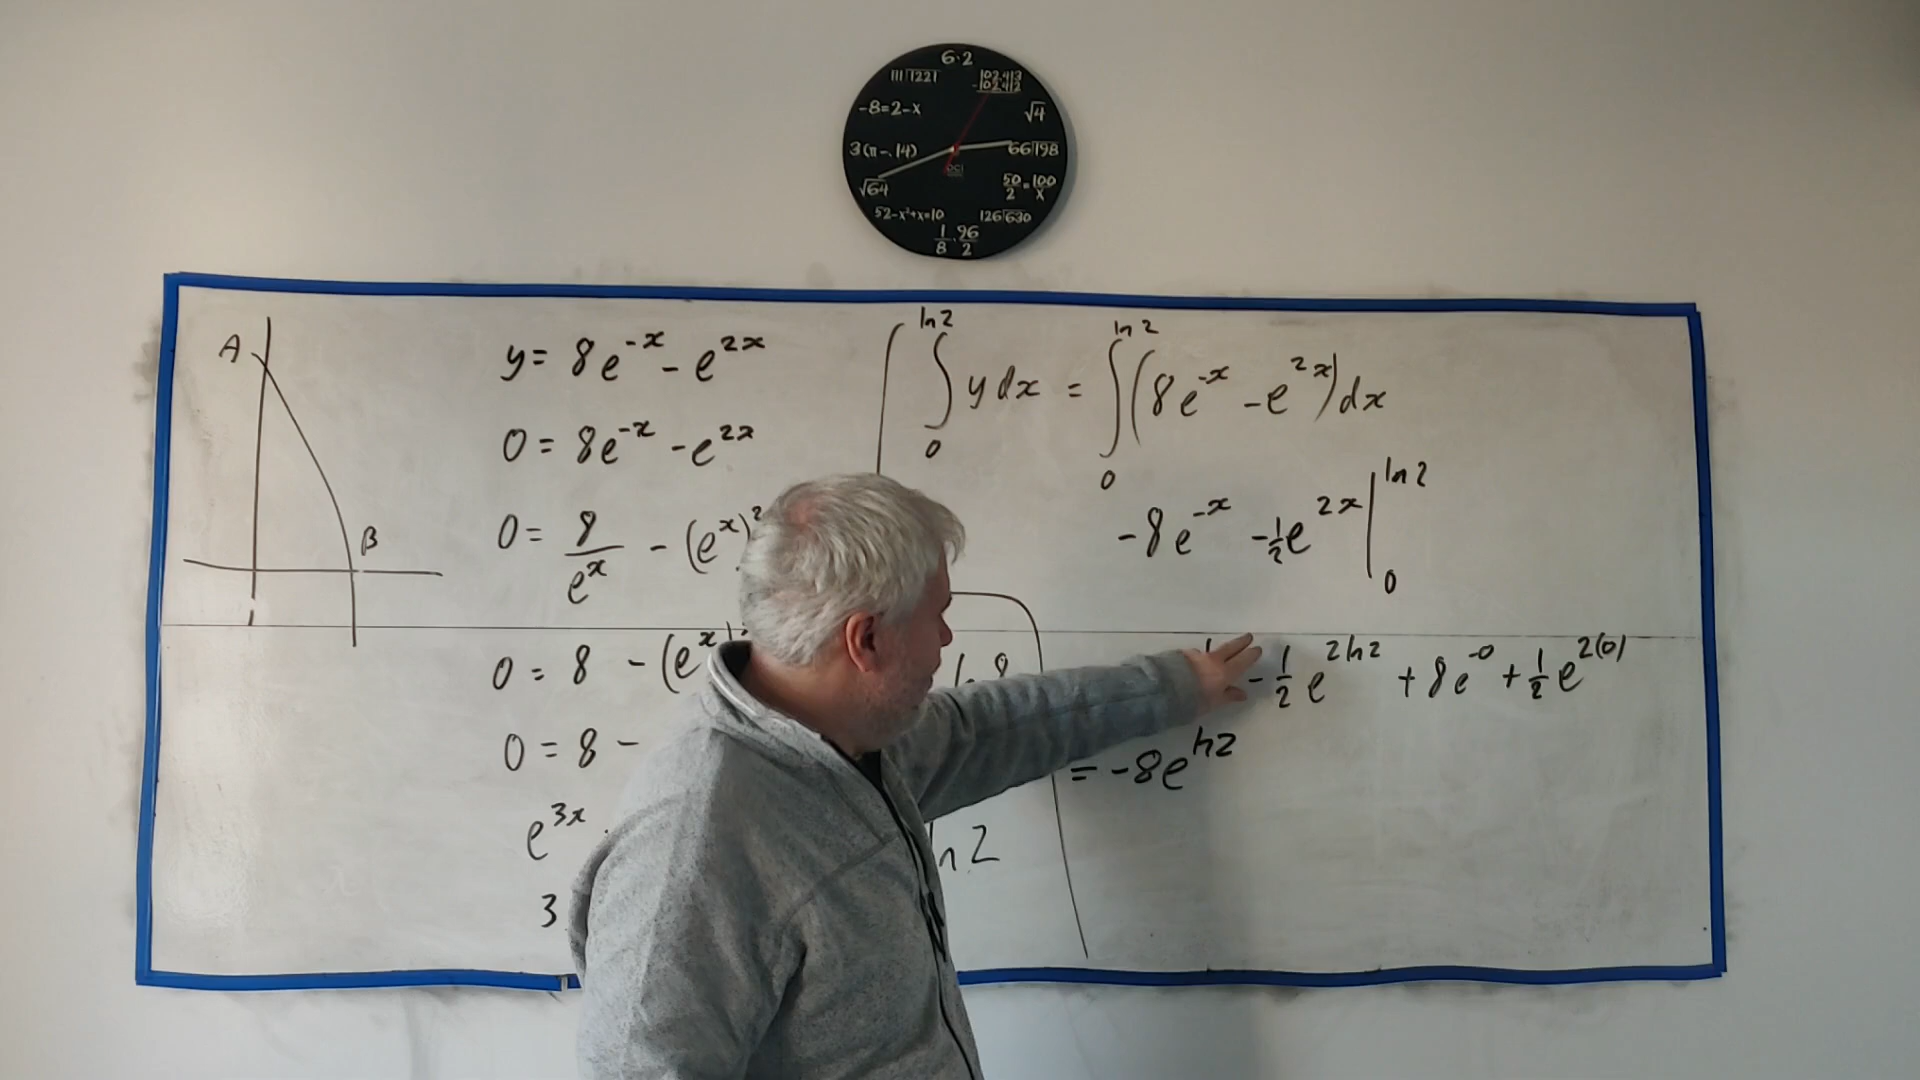 6·2
111⟌1221
102,413
-102,412
-8=2-x
√4
3(π-.14)
66⟌198
√64
50/2 = 100/x
52-x²+x=10
126⟌630
1/8 · 96/2
A
B
y = 8e^{-x} - e^{2x}
0 = 8e^{-x} - e^{2x}
0 = 8/e^x - (e^x)^2
0 = 8 - (e^x)
0 = 8 -
e^{3x}
3
ln 8
ln 2
∫_0^{ln2} y dx = ∫_0^{ln2} (8e^{-x} - e^{2x}) dx
-8e^{-x} - 1/2 e^{2x} |_0^{ln2}
- 1/2 e^{2ln2} + 8e^{-0} + 1/2 e^{2(0)}
= -8e^{ln2}